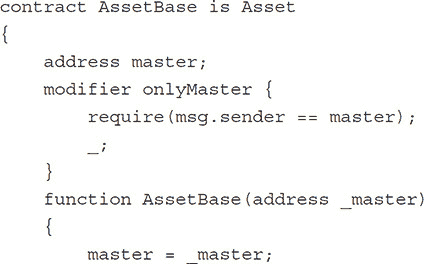 contract AssetBase is Asset
{
address master;
modifier onlyMaster {
require(msg.sender == master);
_;
}
function AssetBase(address _master)
{
master = _master;